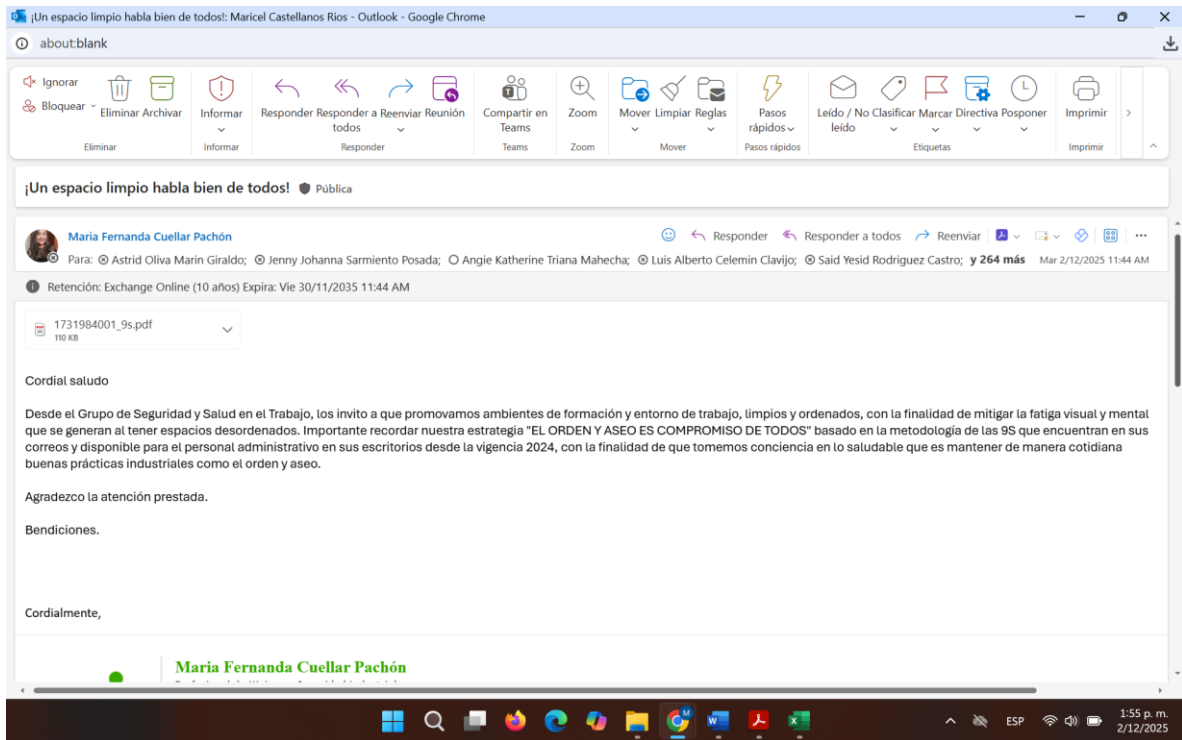 ¡Un espacio limpio habla bien de todos!: Maricel Castellanos Rios - Outlook - Google Chrome
about:blank
Ignorar
Bloquear
Eliminar Archivar
Informar
Responder Responder a todos Reenviar Reunión
Compartir en Teams
Zoom
Mover Limpiar Reglas
Pasos rápidos
Leído / No leído Clasificar Marcar Directiva Posponer
Imprimir
Eliminar Informar Responder Teams Zoom Mover Pasos rápidos Etiquetas Imprimir
¡Un espacio limpio habla bien de todos! Pública
Maria Fernanda Cuellar Pachón
Responder Responder a todos Reenviar
Para: Astrid Oliva Marin Giraldo; Jenny Johanna Sarmiento Posada; Angie Katherine Triana Mahecha; Luis Alberto Celemin Clavijo; Said Yesid Rodriguez Castro; y 264 más Mar 2/12/2025 11:44 AM
Retención: Exchange Online (10 años) Expira: Vie 30/11/2035 11:44 AM
1731984001_9s.pdf
110 KB
Cordial saludo
Desde el Grupo de Seguridad y Salud en el Trabajo, los invito a que promovamos ambientes de formación y entorno de trabajo, limpios y ordenados, con la finalidad de mitigar la fatiga visual y mental
que se generan al tener espacios desordenados. Importante recordar nuestra estrategia "EL ORDEN Y ASEO ES COMPROMISO DE TODOS" basado en la metodología de las 9S que encuentran en sus
correos y disponible para el personal administrativo en sus escritorios desde la vigencia 2024, con la finalidad de que tomemos conciencia en lo saludable que es mantener de manera cotidiana
buenas prácticas industriales como el orden y aseo.
Agradezco la atención prestada.
Bendiciones.
Cordialmente,
Maria Fernanda Cuellar Pachón
ESP
1:55 p. m.
2/12/2025